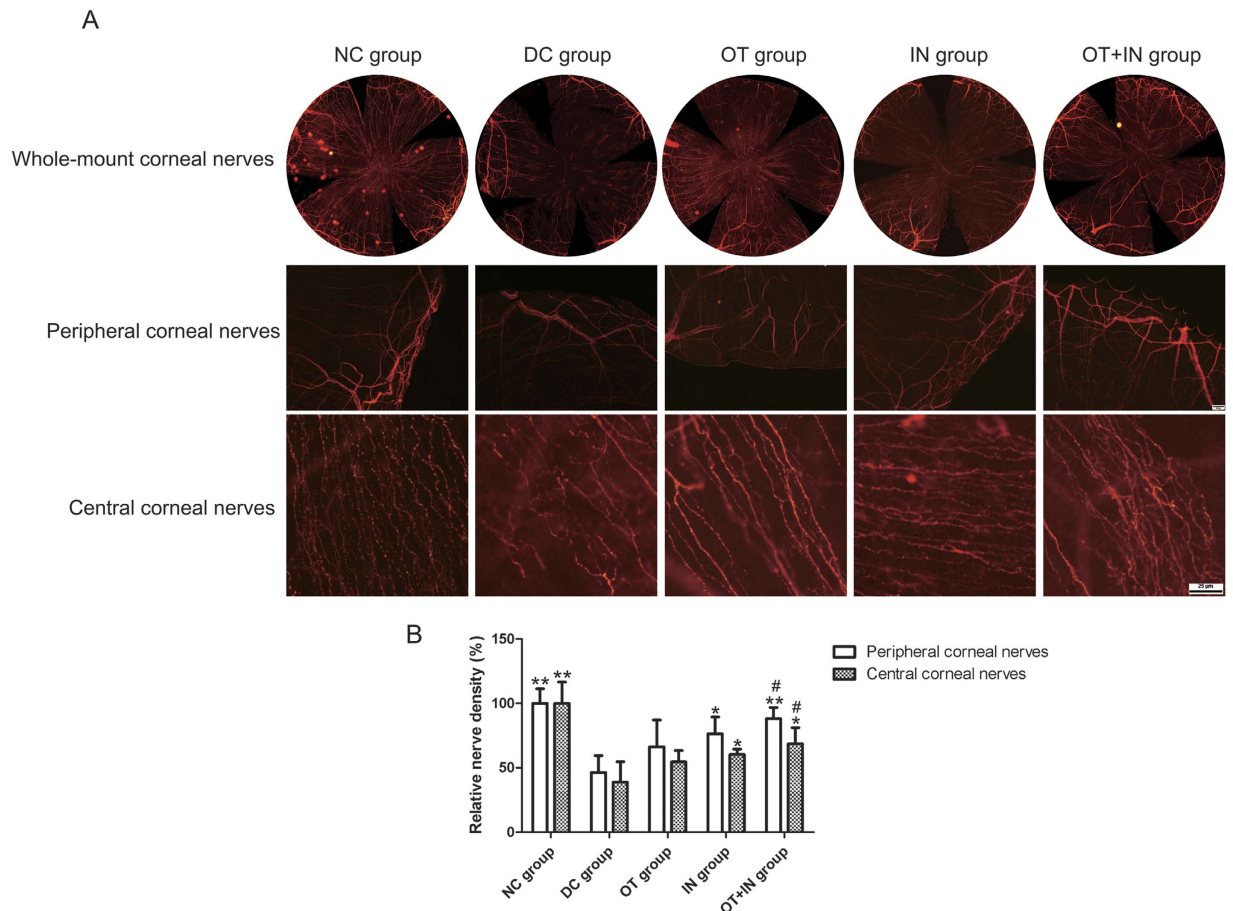 A
NC group
DC group
OT group
IN group
OT+IN group
Whole-mount corneal nerves
Peripheral corneal nerves
Central corneal nerves
25 μm
B
Relative nerve density (%)
150
100
50
0
** **
*
*
#
**
#
*
Peripheral corneal nerves
Central corneal nerves
NC group
DC group
OT group
IN group
OT+IN group